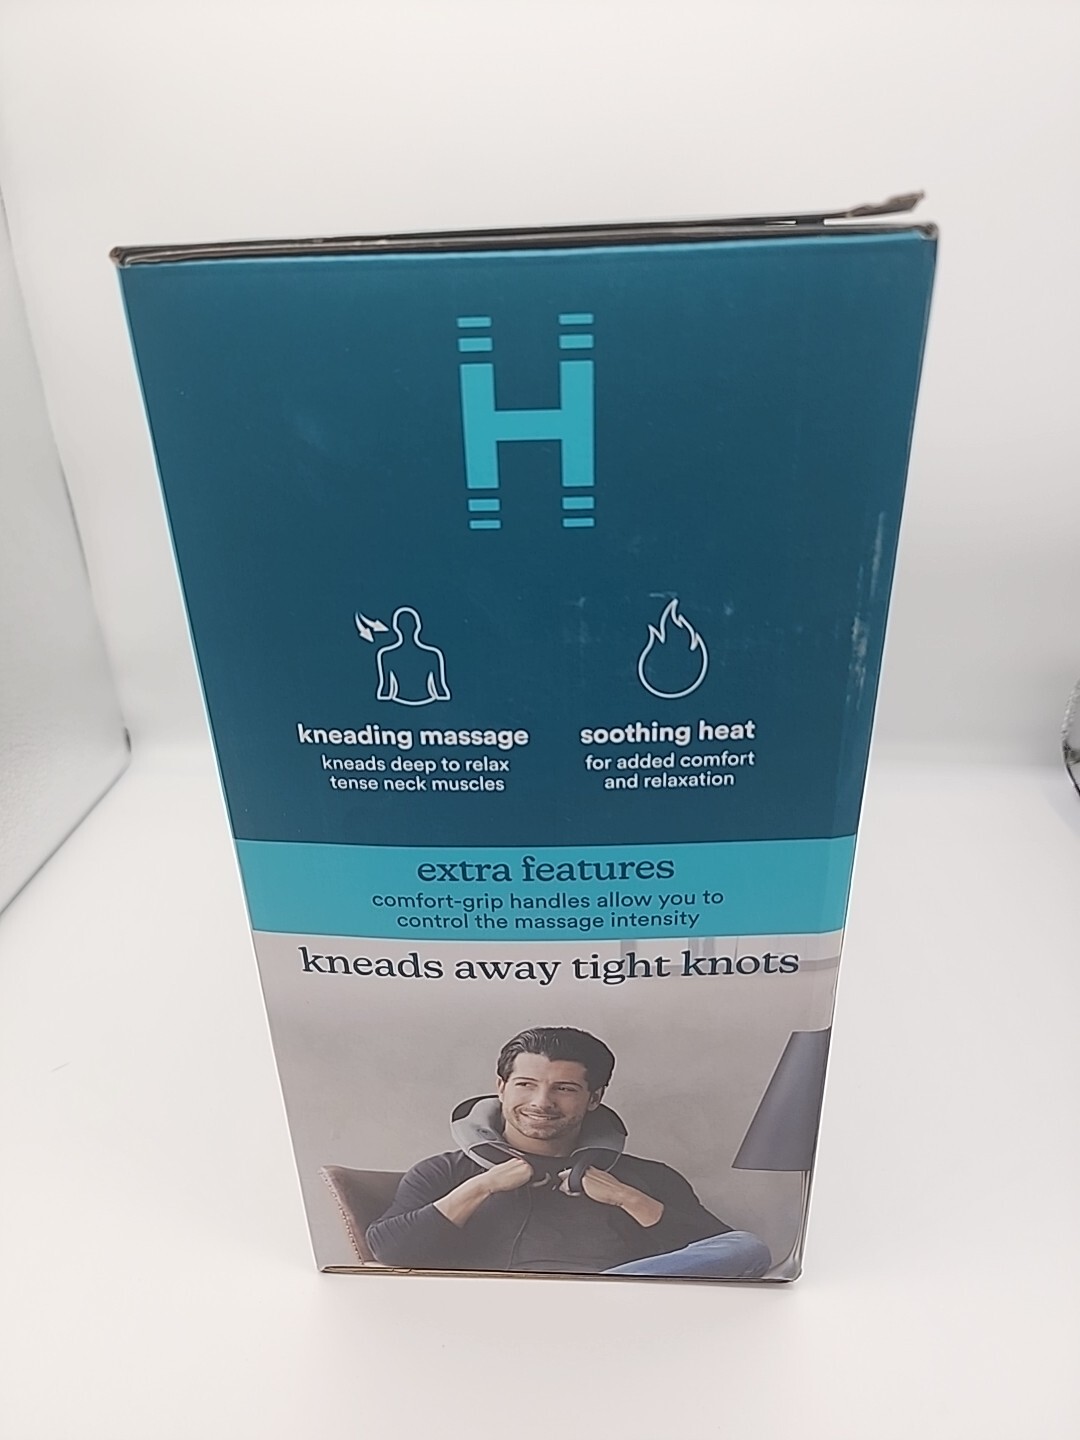 H
kneading massage
kneads deep to relax
tense neck muscles
soothing heat
for added comfort
and relaxation
extra features
comfort-grip handles allow you to
control the massage intensity
kneads away tight knots